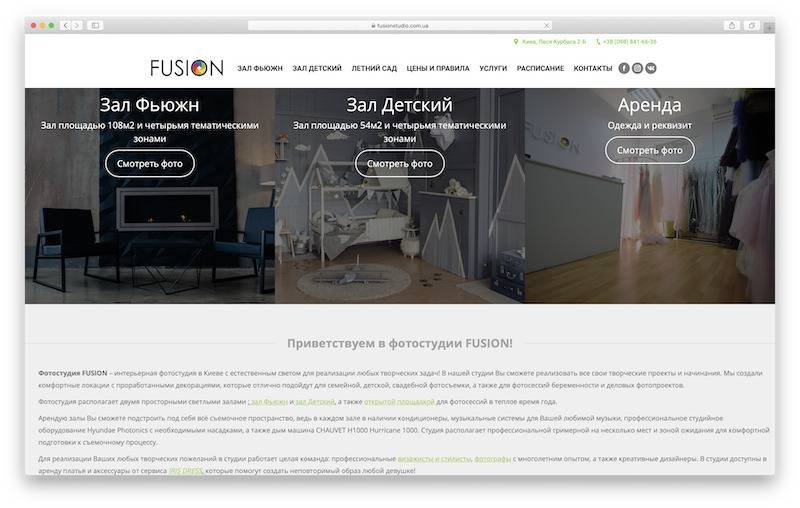 fusionstudio.com.ua
Киев, Леся Курбаса 2-Б
+38 (068) 841-66-36
FUSION
ЗАЛ ФЬЮЖН ЗАЛ ДЕТСКИЙ ЛЕТНИЙ САД ЦЕНЫ И ПРАВИЛА УСЛУГИ РАСПИСАНИЕ КОНТАКТЫ
Зал Фьюжн
Зал площадью 108м2 и четырьмя тематическими
зонами
Смотреть фото
Зал Детский
Зал площадью 54м2 и четырьмя тематическими
зонами
Смотреть фото
Аренда
Одежда и реквизит
Смотреть фото
FUSION
Приветствуем в фотостудии FUSION!
Фотостудия FUSION – интерьерная фотостудия в Киеве с естественным светом для реализации любых творческих задач! В нашей студии Вы сможете реализовать все свои творческие проекты и начинания. Мы создали
комфортные локации с проработанными декорациями, которые отлично подойдут для семейной, детской, свадебной фотосъемки, а также для фотосессий беременности и деловых фотопроектов.
Фотостудия располагает двумя просторными светлыми залами : зал Фьюжн и зал Детский, а также открытой площадкой для фотосессий в теплое время года.
Арендую залы Вы сможете подстроить под себя всё съемочное пространство, ведь в каждом зале в наличии кондиционеры, музыкальные системы для Вашей любимой музыки, профессиональное студийное
оборудование Hyundae Photonics с необходимыми насадками, а также дым машина CHAUVET H1000 Hurricane 1000. Студия располагает профессиональной гримерной на несколько мест и зоной ожидания для комфортной
подготовки к съемочному процессу.
Для реализации Ваших любых творческих пожеланий в студии работает целая команда: профессиональные визажисты и стилисты, фотографы с многолетним опытом, а также креативные дизайнеры. В студии доступны в
аренду платья и аксессуары от сервиса IRIS DRESS, которые помогут создать неповторимый образ любой девушке!